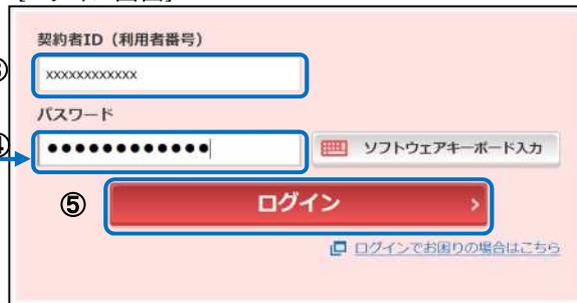 契約者ID（利用者番号）
xxxxxxxxxxxx
パスワード
●●●●●●●●●●●●
ソフトウェアキーボード入力
⑤ ログイン
ログインでお困りの場合はこちら